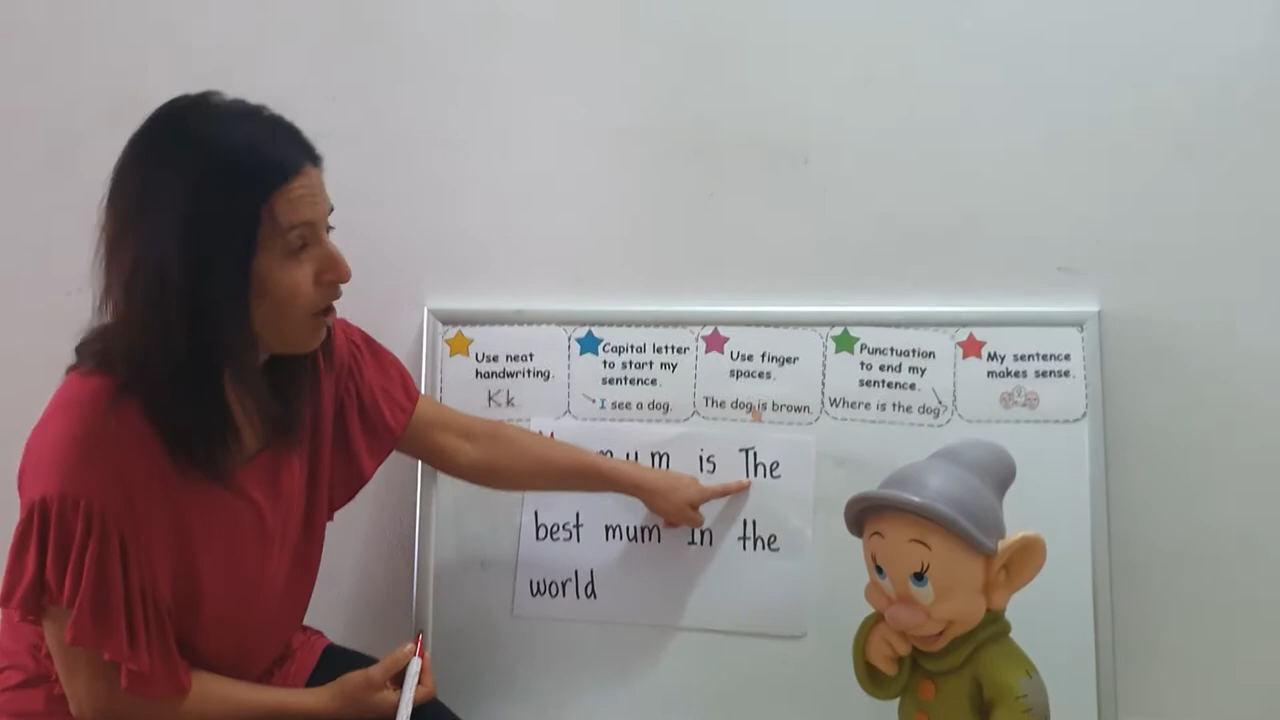 Use neat
handwriting.
Kk
Capital letter
to start my
sentence.
I see a dog.
Use finger
spaces.
The dog is brown.
Punctuation
to end my
sentence.
Where is the dog?
My sentence
makes sense.
mum is The
best mum In the
world